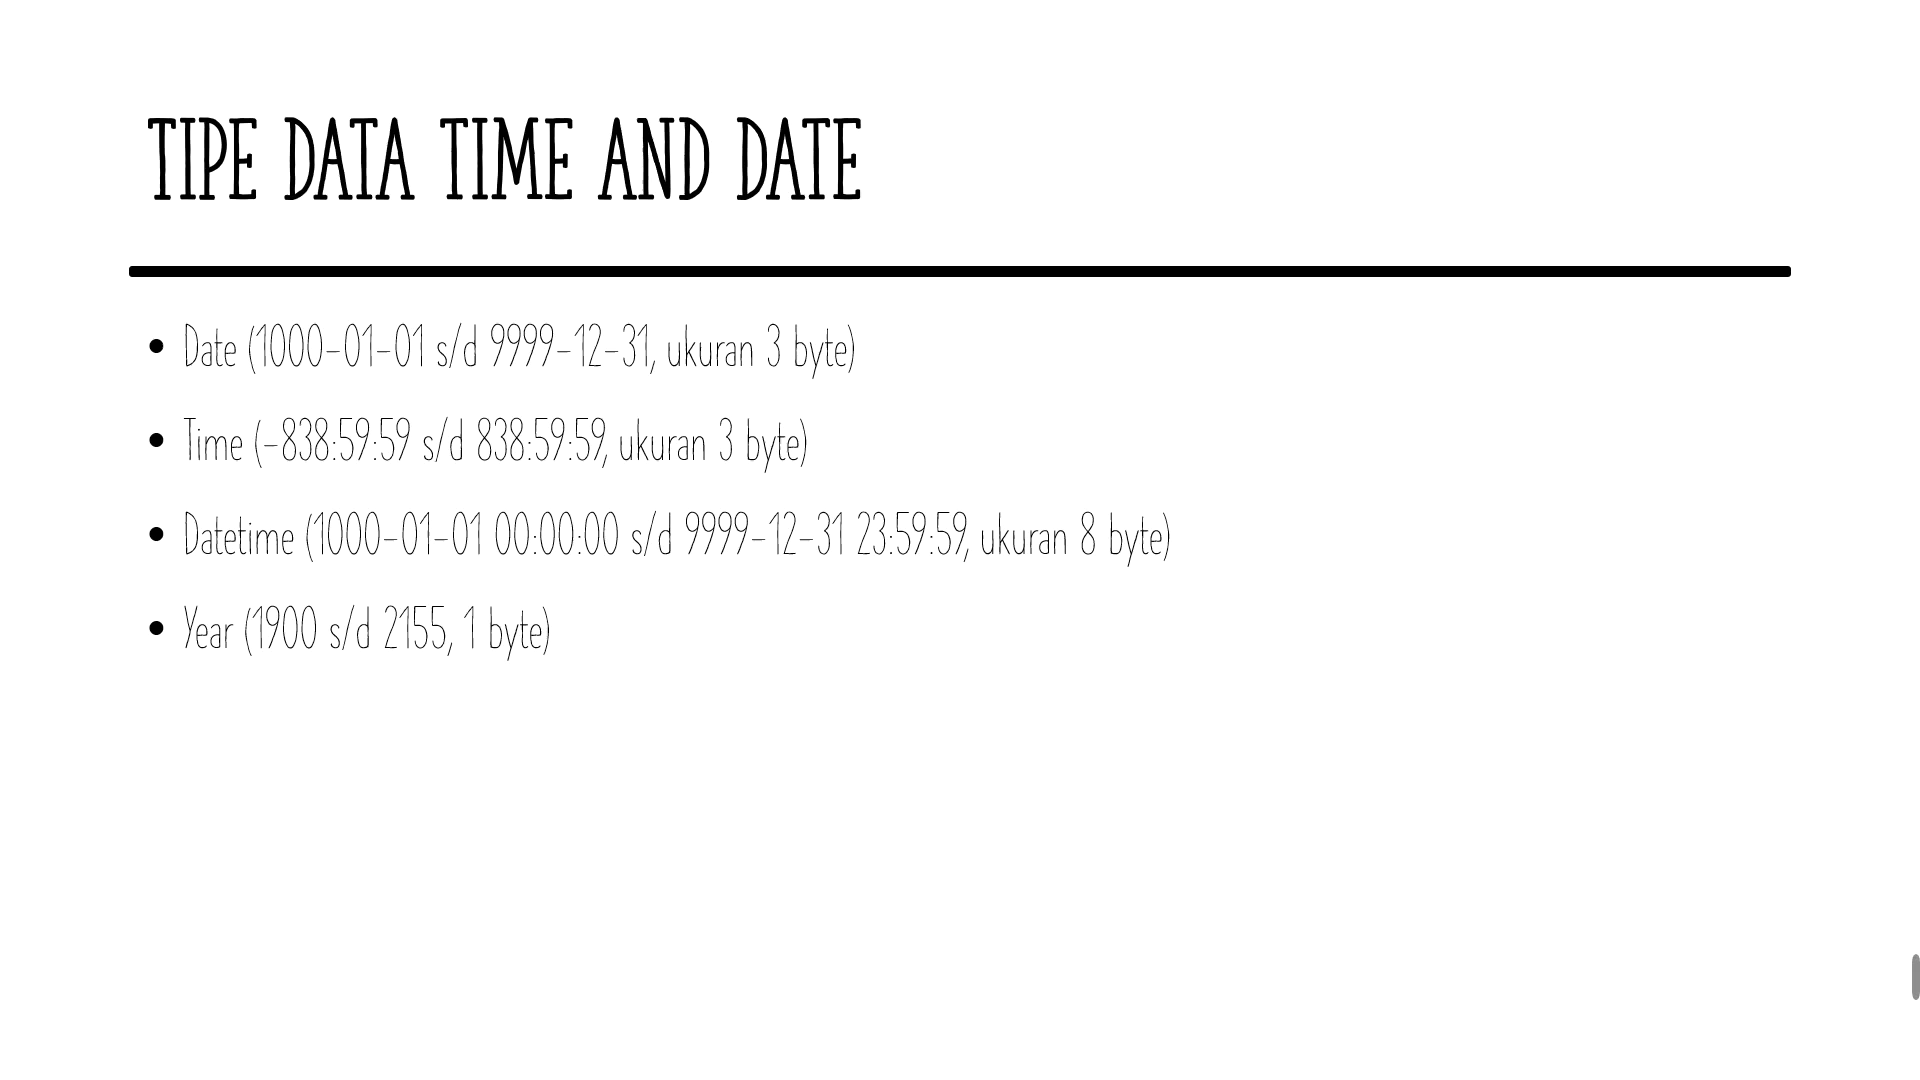 TIPE DATA TIME AND DATE
• Date (1000-01-01 s/d 9999-12-31, ukuran 3 byte)
• Time (-838:59:59 s/d 838:59:59, ukuran 3 byte)
• Datetime (1000-01-01 00:00:00 s/d 9999-12-31 23:59:59, ukuran 8 byte)
• Year (1900 s/d 2155, 1 byte)